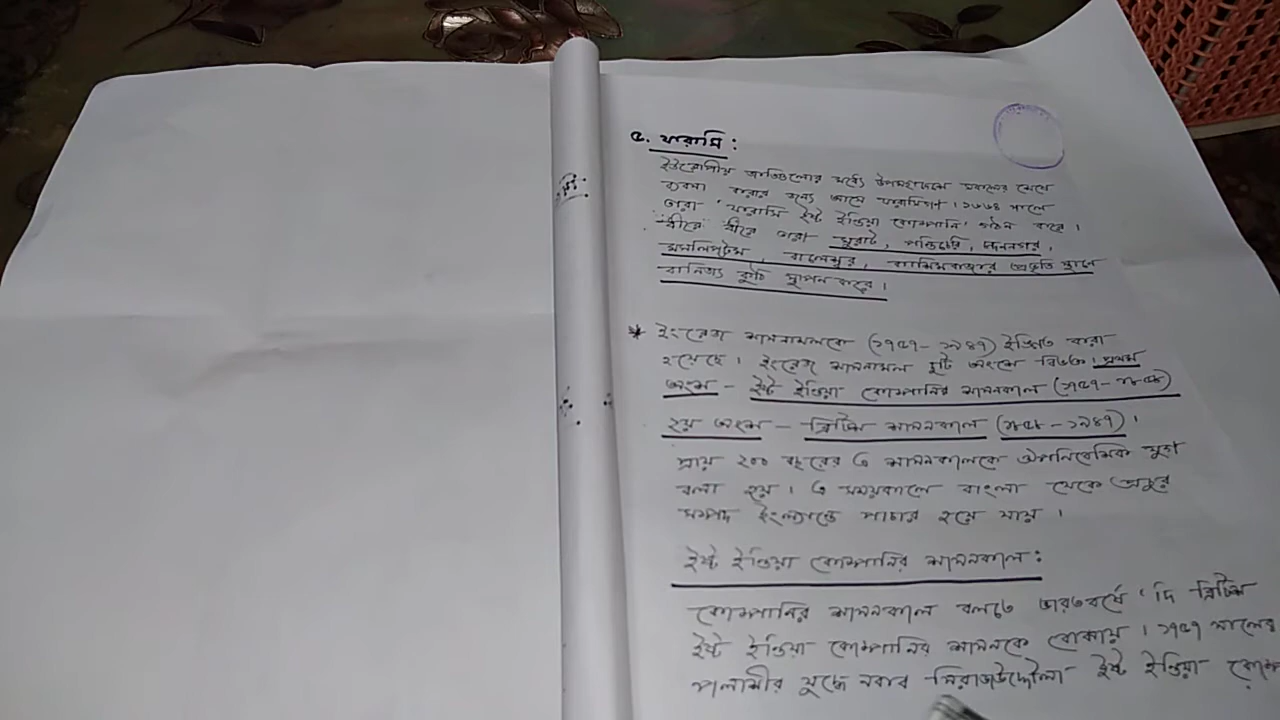 ৫. ফরাসি :
ইউরোপীয় জাতিগুলোর মধ্যে উপমহাদেশে সবশেষে
ব্যবসা করার জন্য আসে ফরাসিগণ। ১৬৬৪ সালে
তারা 'ফরাসি ইস্ট ইন্ডিয়া কোম্পানি' গঠন করে।
ধীরে ধীরে তারা সুরাট, পন্ডিচেরি, চন্দননগর,
মসলিপট্টম, বালেশ্বর, কাসিমবাজার প্রভৃতি স্থানে
বানিজ্য কুঠি স্থাপন করে।
* ইংরেজ শাসনামলকে (১৭৫৭- ১৯৪৭) ইঙ্গিত করা
হয়েছে। ইংরেজ শাসনামল দুটি অংশে বিভক্ত। প্রথম
অংশ - ইস্ট ইন্ডিয়া কোম্পানির শাসনকাল (১৭৫৭- ১৮৫৮)
২য় অংশ - ব্রিটিশ শাসনকাল (১৮৫৮ - ১৯৪৭)।
প্রায় ২০০ বছরের এ শাসনকালকে ঔপনিবেশিক যুগ
বলা হয়। এ সময়কালে বাংলা থেকে প্রচুর
সম্পদ ইংল্যান্ডে পাচার হয়ে যায়।
ইস্ট ইন্ডিয়া কোম্পানির শাসনকাল :
কোম্পানির শাসনকাল বলতে ভারতবর্ষে 'দি ব্রিটিশ
ইস্ট ইন্ডিয়া কোম্পানির শাসনকে বোঝায়। ১৭৫৭ সালের
পলাশীর যুদ্ধে নবাব সিরাজউদ্দৌলা ইস্ট ইন্ডিয়া কোম্প